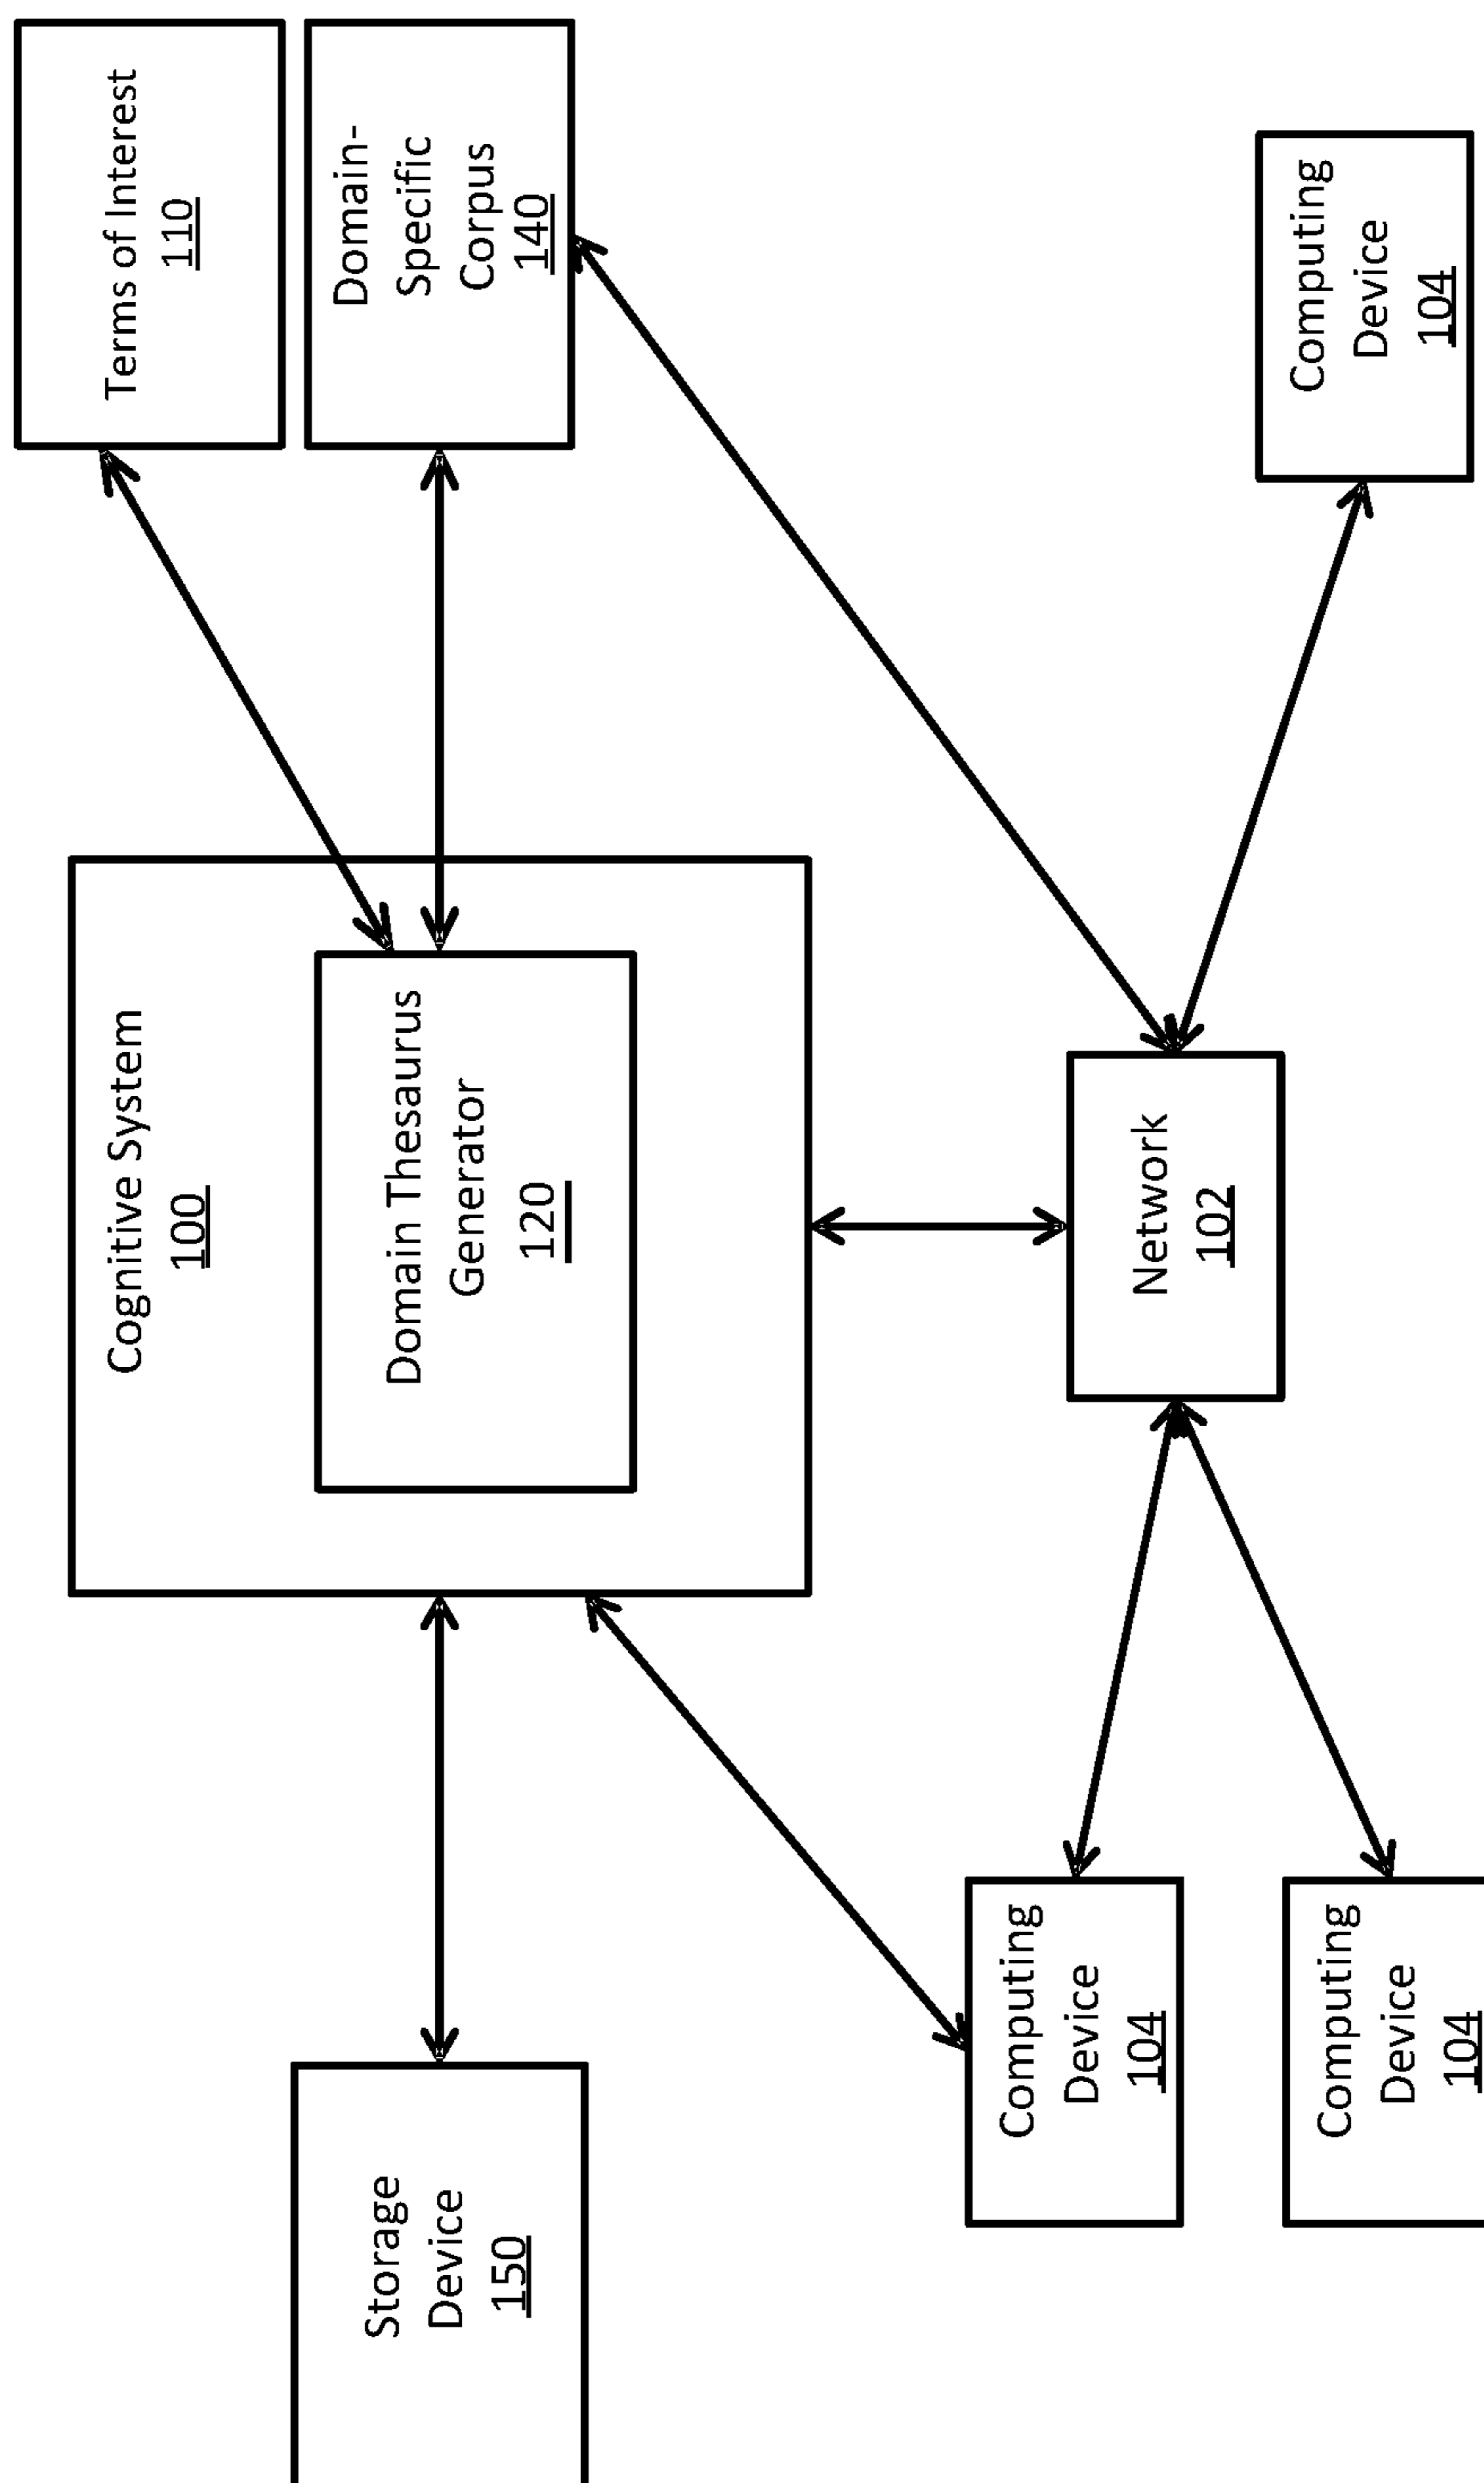 Storage
Device
150
Cognitive System
100
Domain Thesaurus
Generator
120
Terms of Interest
110
Domain-
Specific
Corpus
140
Computing
Device
104
Network
102
Computing
Device
104
Computing
Device
104